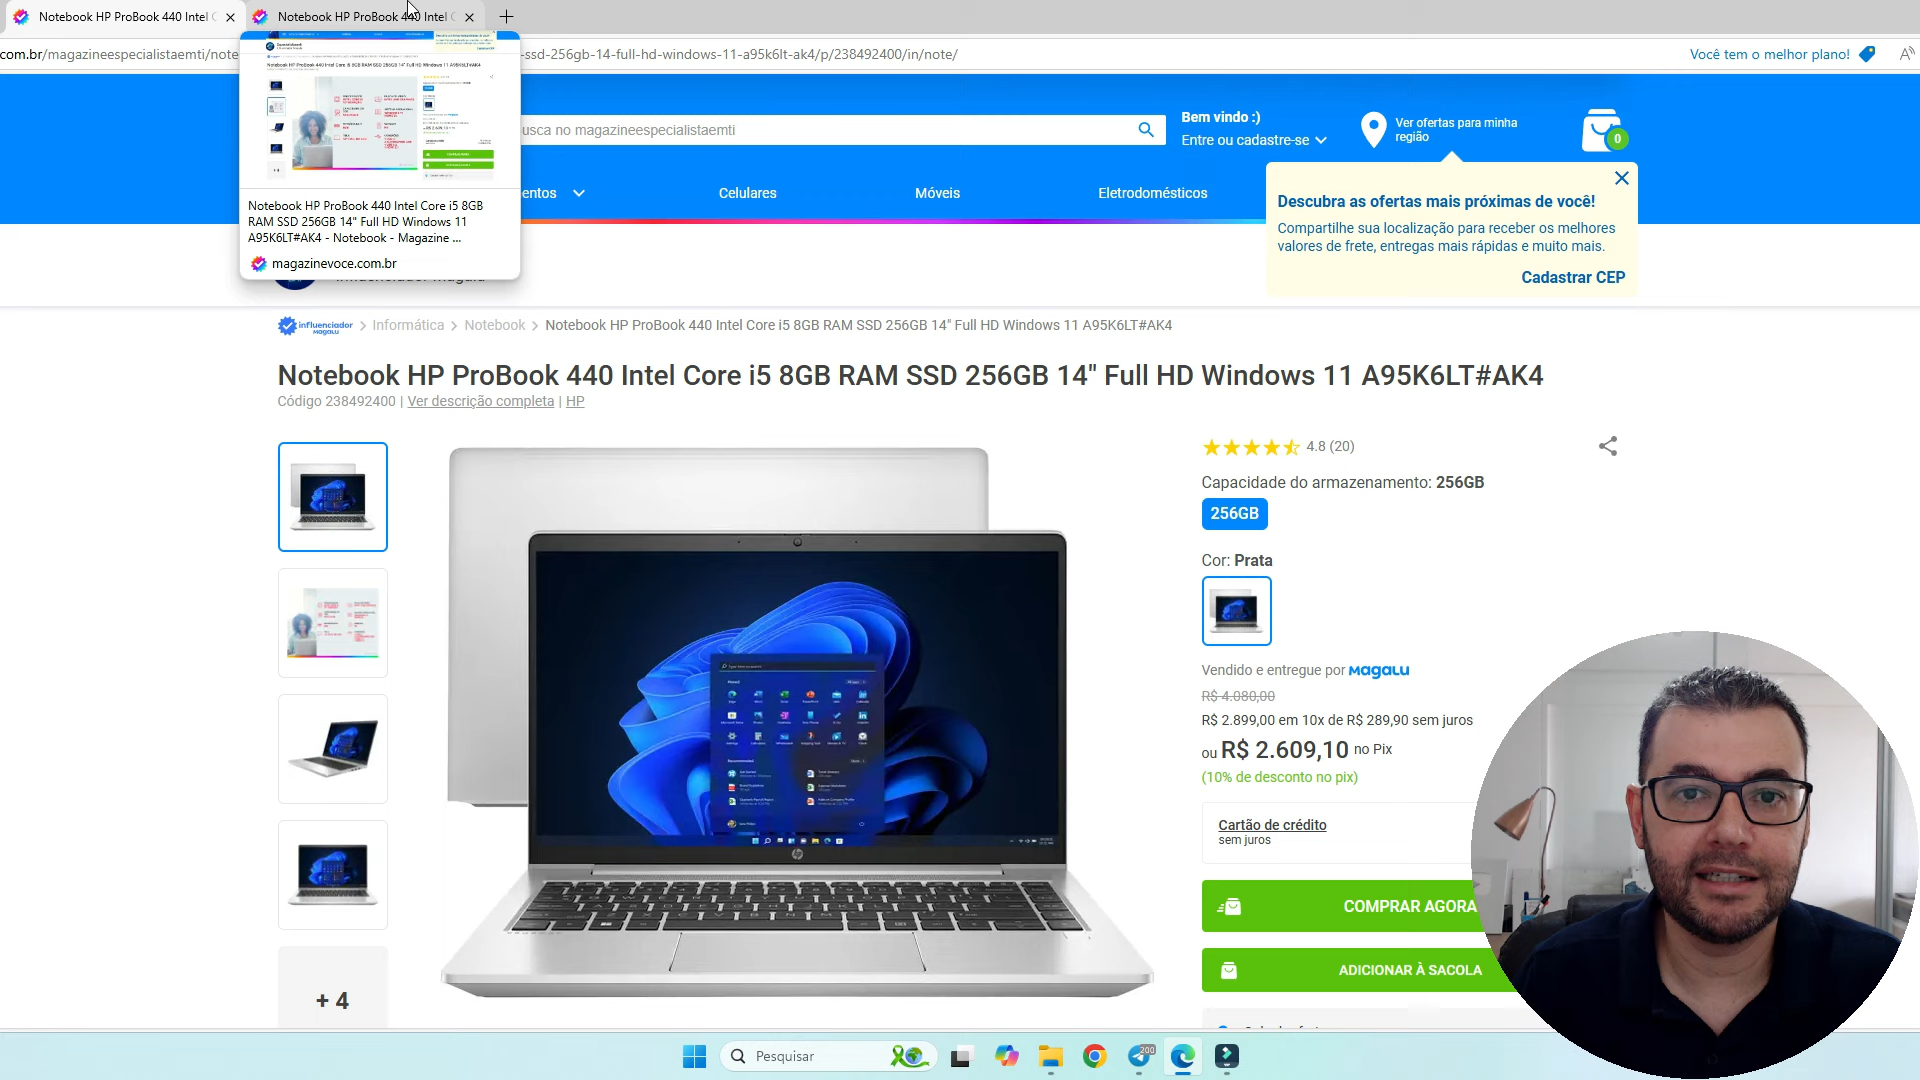 Notebook HP ProBook 440 Intel C
Notebook HP ProBook 440 Intel C
com.br/magazineespecialistaemti/note
-ssd-256gb-14-full-hd-windows-11-a95k6lt-ak4/p/238492400/in/note/
Você tem o melhor plano!
Notebook HP ProBook 440 Intel Core i5 8GB
RAM SSD 256GB 14" Full HD Windows 11
A95K6LT#AK4 - Notebook - Magazine ...
magazinevoce.com.br
usca no magazineespecialistaemti
Bem vindo :)
Entre ou cadastre-se
Ver ofertas para minha
região
0
entos
Celulares
Móveis
Eletrodomésticos
Descubra as ofertas mais próximas de você!
Compartilhe sua localização para receber os melhores
valores de frete, entregas mais rápidas e muito mais.
Cadastrar CEP
influenciador
MAGALU
Informática
Notebook
Notebook HP ProBook 440 Intel Core i5 8GB RAM SSD 256GB 14" Full HD Windows 11 A95K6LT#AK4
Notebook HP ProBook 440 Intel Core i5 8GB RAM SSD 256GB 14" Full HD Windows 11 A95K6LT#AK4
Código 238492400 | Ver descrição completa | HP
4.8 (20)
Capacidade do armazenamento: 256GB
256GB
Cor: Prata
Vendido e entregue por Magalu
R$ 4.080,00
R$ 2.899,00 em 10x de R$ 289,90 sem juros
ou R$ 2.609,10 no Pix
(10% de desconto no pix)
Cartão de crédito
sem juros
COMPRAR AGORA
ADICIONAR À SACOLA
+ 4
hp
Pesquisar
200